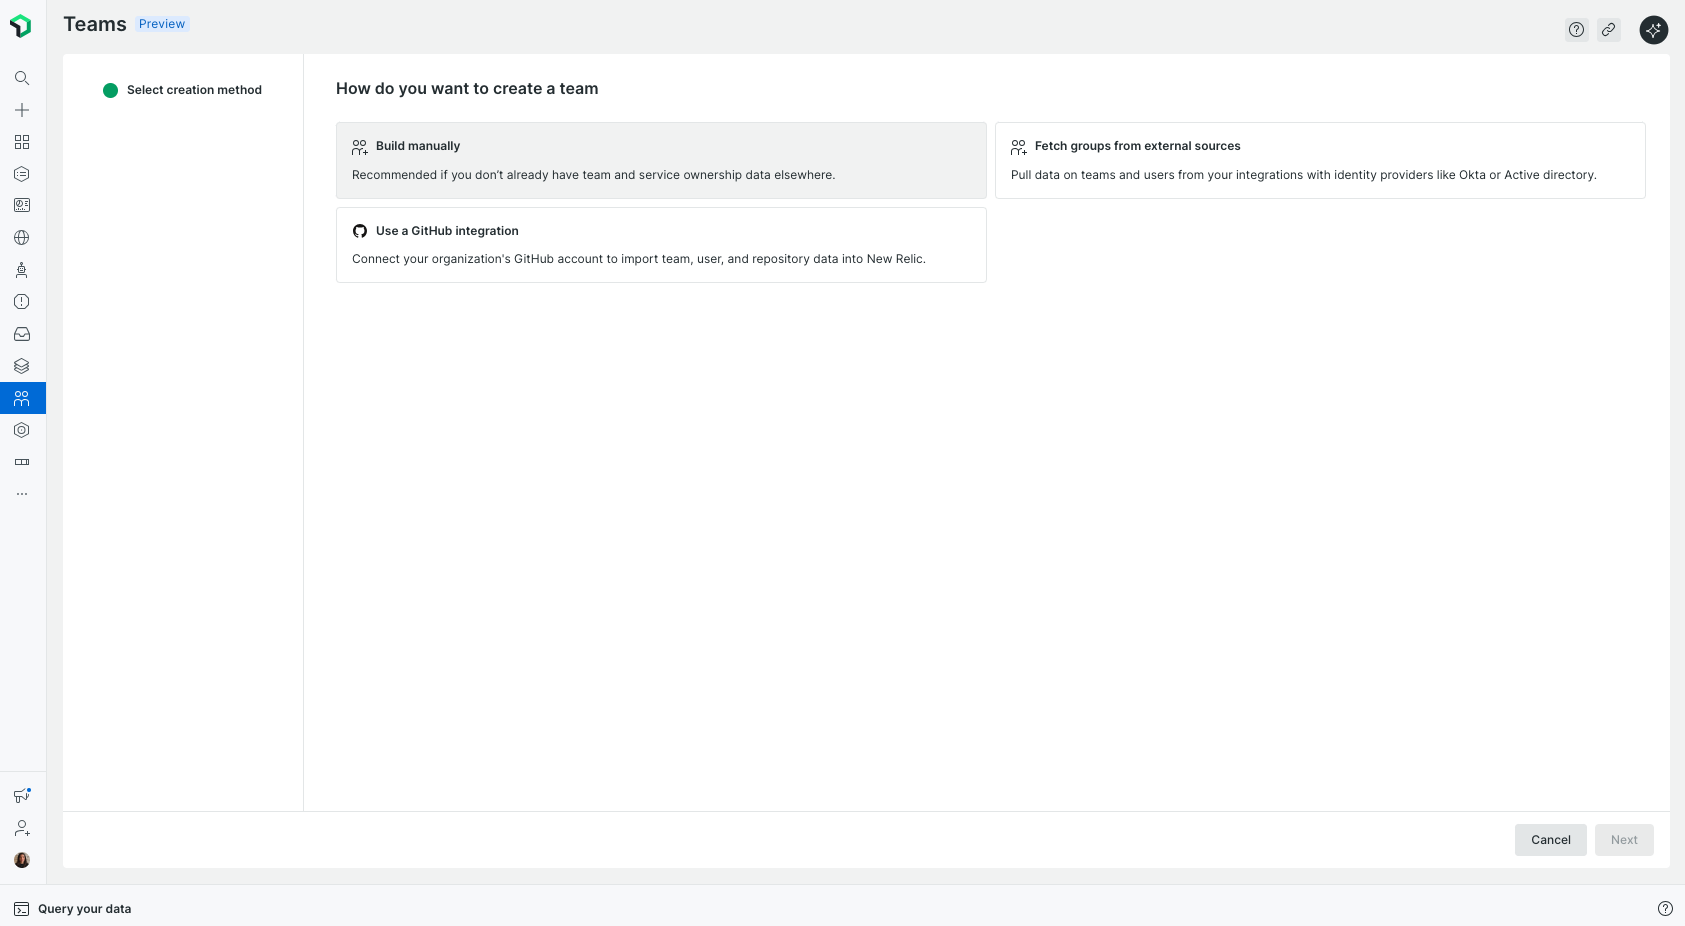 Teams
Preview
Select creation method
How do you want to create a team
Build manually
Recommended if you don’t already have team and service ownership data elsewhere.
Fetch groups from external sources
Pull data on teams and users from your integrations with identity providers like Okta or Active directory.
Use a GitHub integration
Connect your organization's GitHub account to import team, user, and repository data into New Relic.
Cancel
Next
Query your data